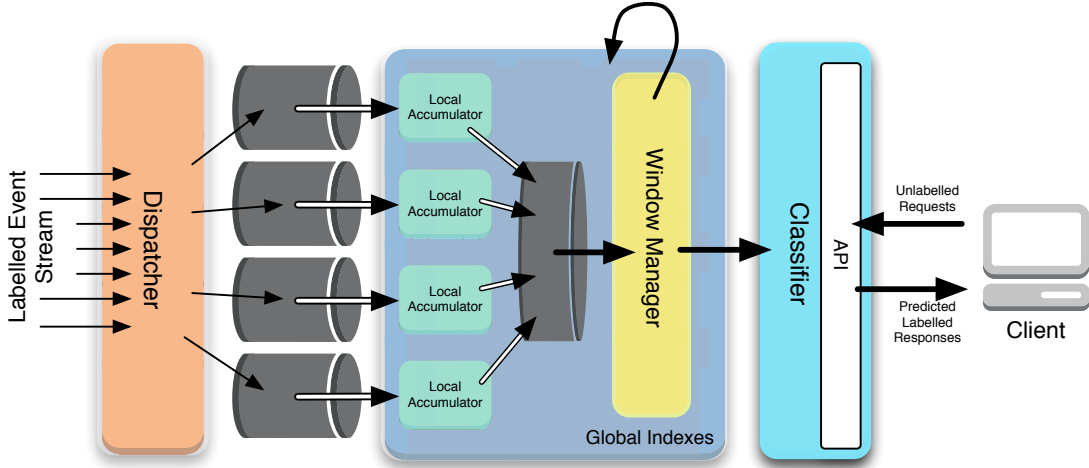 Labelled Event
Stream
Dispatcher
Local
Accumulator
Local
Accumulator
Local
Accumulator
Local
Accumulator
Window Manager
Global Indexes
Classifier
API
Unlabelled
Requests
Predicted
Labelled
Responses
Client